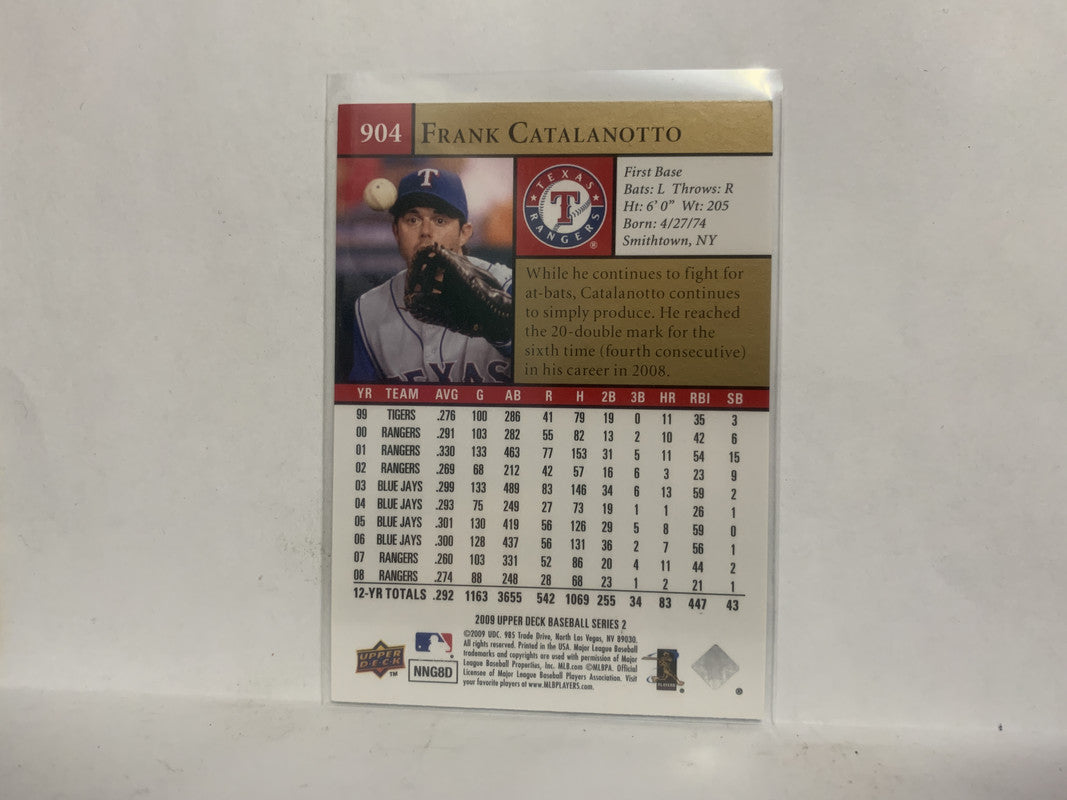 904 FRANK CATALANOTTO
T
TEXAS
TEXAS
T
RANGERS
®
First Base
Bats: L Throws: R
Ht: 6' 0" Wt: 205
Born: 4/27/74
Smithtown, NY
While he continues to fight for
at-bats, Catalanotto continues
to simply produce. He reached
the 20-double mark for the
sixth time (fourth consecutive)
in his career in 2008.
YR TEAM AVG G AB R H 2B 3B HR RBI SB
99 TIGERS .276 100 286 41 79 19 0 11 35 3
00 RANGERS .291 103 282 55 82 13 2 10 42 6
01 RANGERS .330 133 463 77 153 31 5 11 54 15
02 RANGERS .269 68 212 42 57 16 6 3 23 9
03 BLUE JAYS .299 133 489 83 146 34 6 13 59 2
04 BLUE JAYS .293 75 249 27 73 19 1 1 26 1
05 BLUE JAYS .301 130 419 56 126 29 5 8 59 0
06 BLUE JAYS .300 128 437 56 131 36 2 7 56 1
07 RANGERS .260 103 331 52 86 20 4 11 44 2
08 RANGERS .274 88 248 28 68 23 1 2 21 1
12-YR TOTALS .292 1163 3655 542 1069 255 34 83 447 43
2009 UPPER DECK BASEBALL SERIES 2
©2009 UDC. 985 Trade Drive, North Las Vegas, NV 89030.
All rights reserved. Printed in the USA. Major League Baseball
trademarks and copyrights are used with permission of Major
League Baseball Properties, Inc. MLB.com ©MLBPA. Official
Licensee of Major League Baseball Players Association. Visit
your favorite players at www.MLBPLAYERS.com.
UPPER
DECK
TM
NNG8D
PLAYERS
®
®